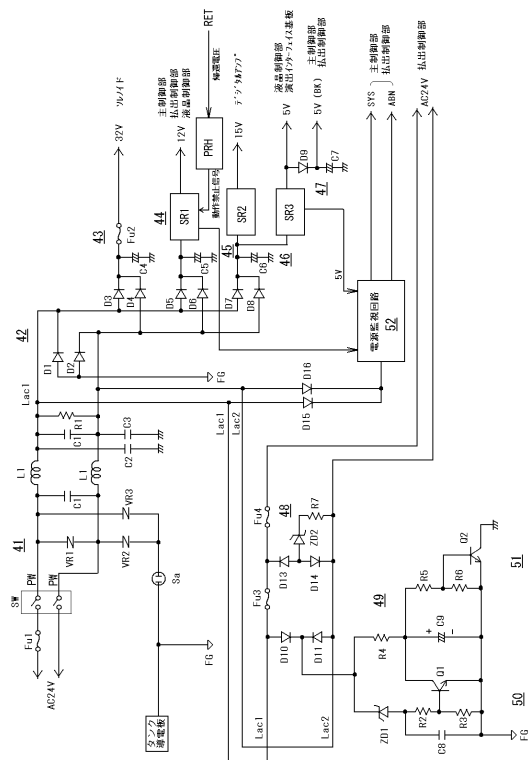 AC24V
Fu1
SW
PW
PW
41
VR1
VR2
VR3
Sa
タンク
導電板
FG
L1
L1
C1
C1
R1
C2
C3
Lac1
42
D1
D2
FG
43
Fu2
32V
ソレノイド
D3
D4
C4
44
SR1
12V
主制御部
払出制御部
液晶制御部
D5
D6
C5
PRH
動作禁止信号
帰還電圧
RET
45
SR2
15V
デジタルアンプ
D7
D8
C6
46
SR3
5V
液晶制御部
演出インターフェイス基板
D9
47
C7
5V (BK)
主制御部
払出制御部
5V
電源監視回路
52
SYS
ABN
主制御部
払出制御部
AC24V
払出制御部
Lac1
Lac2
D15
D16
Fu3
Fu4
48
D13
D14
ZD2
R7
Lac1
Lac2
D10
D11
49
R4
ZD1
R2
R3
C8
Q1
C9
+
-
R5
R6
Q2
50
51
FG